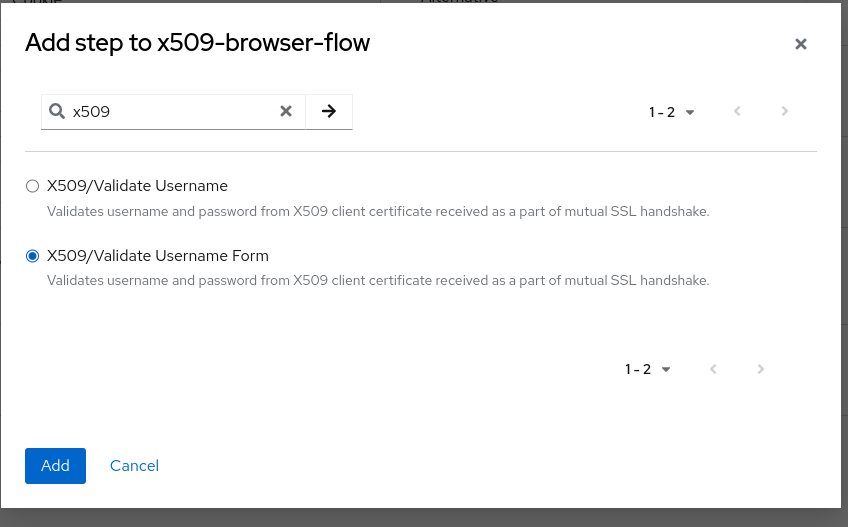 Add step to x509-browser-flow
x509
1 - 2
X509/Validate Username
Validates username and password from X509 client certificate received as a part of mutual SSL handshake.
X509/Validate Username Form
Validates username and password from X509 client certificate received as a part of mutual SSL handshake.
1 - 2
Add
Cancel